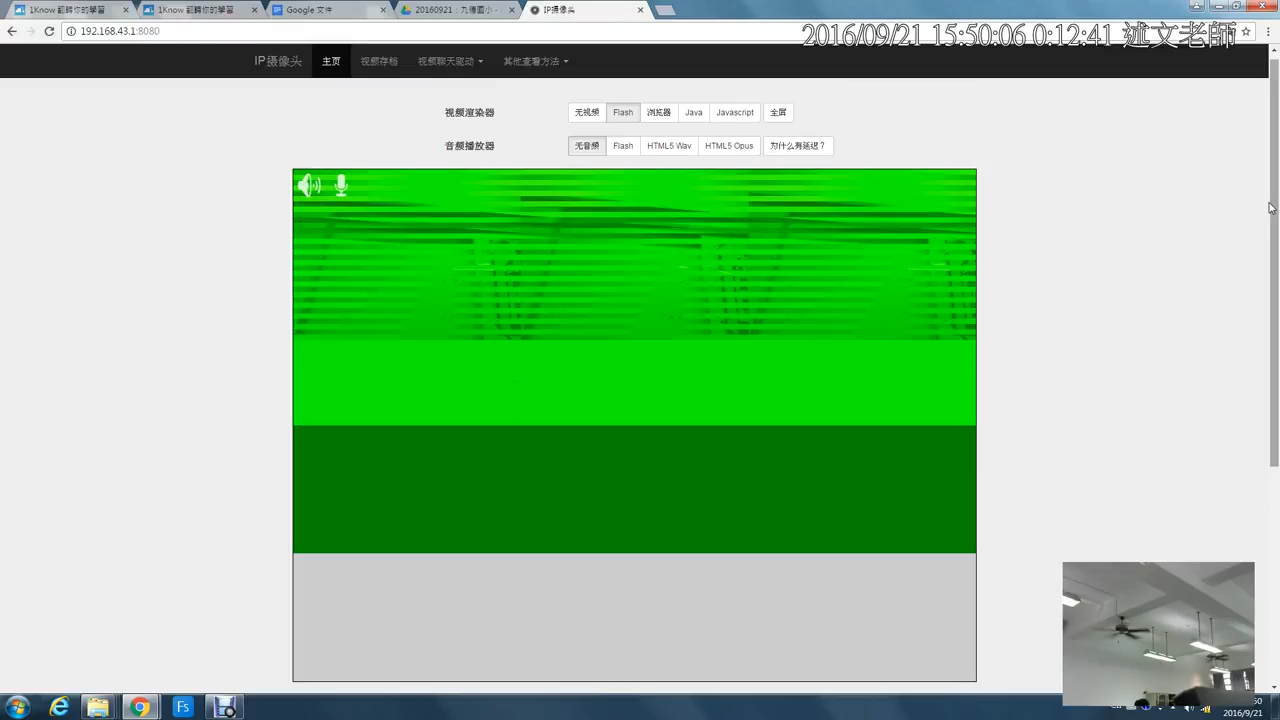 1Know 翻轉你的學習
1Know 翻轉你的學習
Google 文件
20160921：九德國小 -
IP摄像头
192.168.43.1:8080
2016/09/21 15:50:06 0:12:41 述文老師
IP摄像头
主页
视频存档
视频聊天驱动
其他查看方法
视频渲染器
无视频
Flash
浏览器
Java
Javascript
全屏
音频播放器
无音频
Flash
HTML5 Wav
HTML5 Opus
为什么有延迟？
Fs
2016/9/21